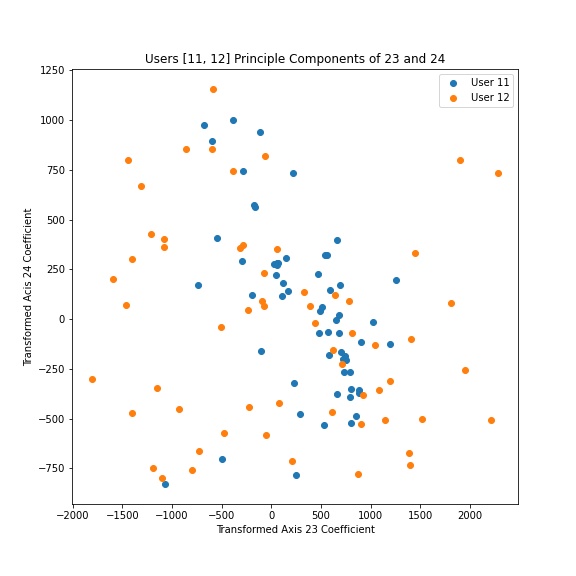 Users [11, 12] Principle Components of 23 and 24
User 11
User 12
Transformed Acis 24 Coefficient
1250
1000
750
500
250
0
−250
−500
−750
−2000 −1500 −1000 −500 0 500 1000 1500 2000
Transformed Axis 23 Coefficient